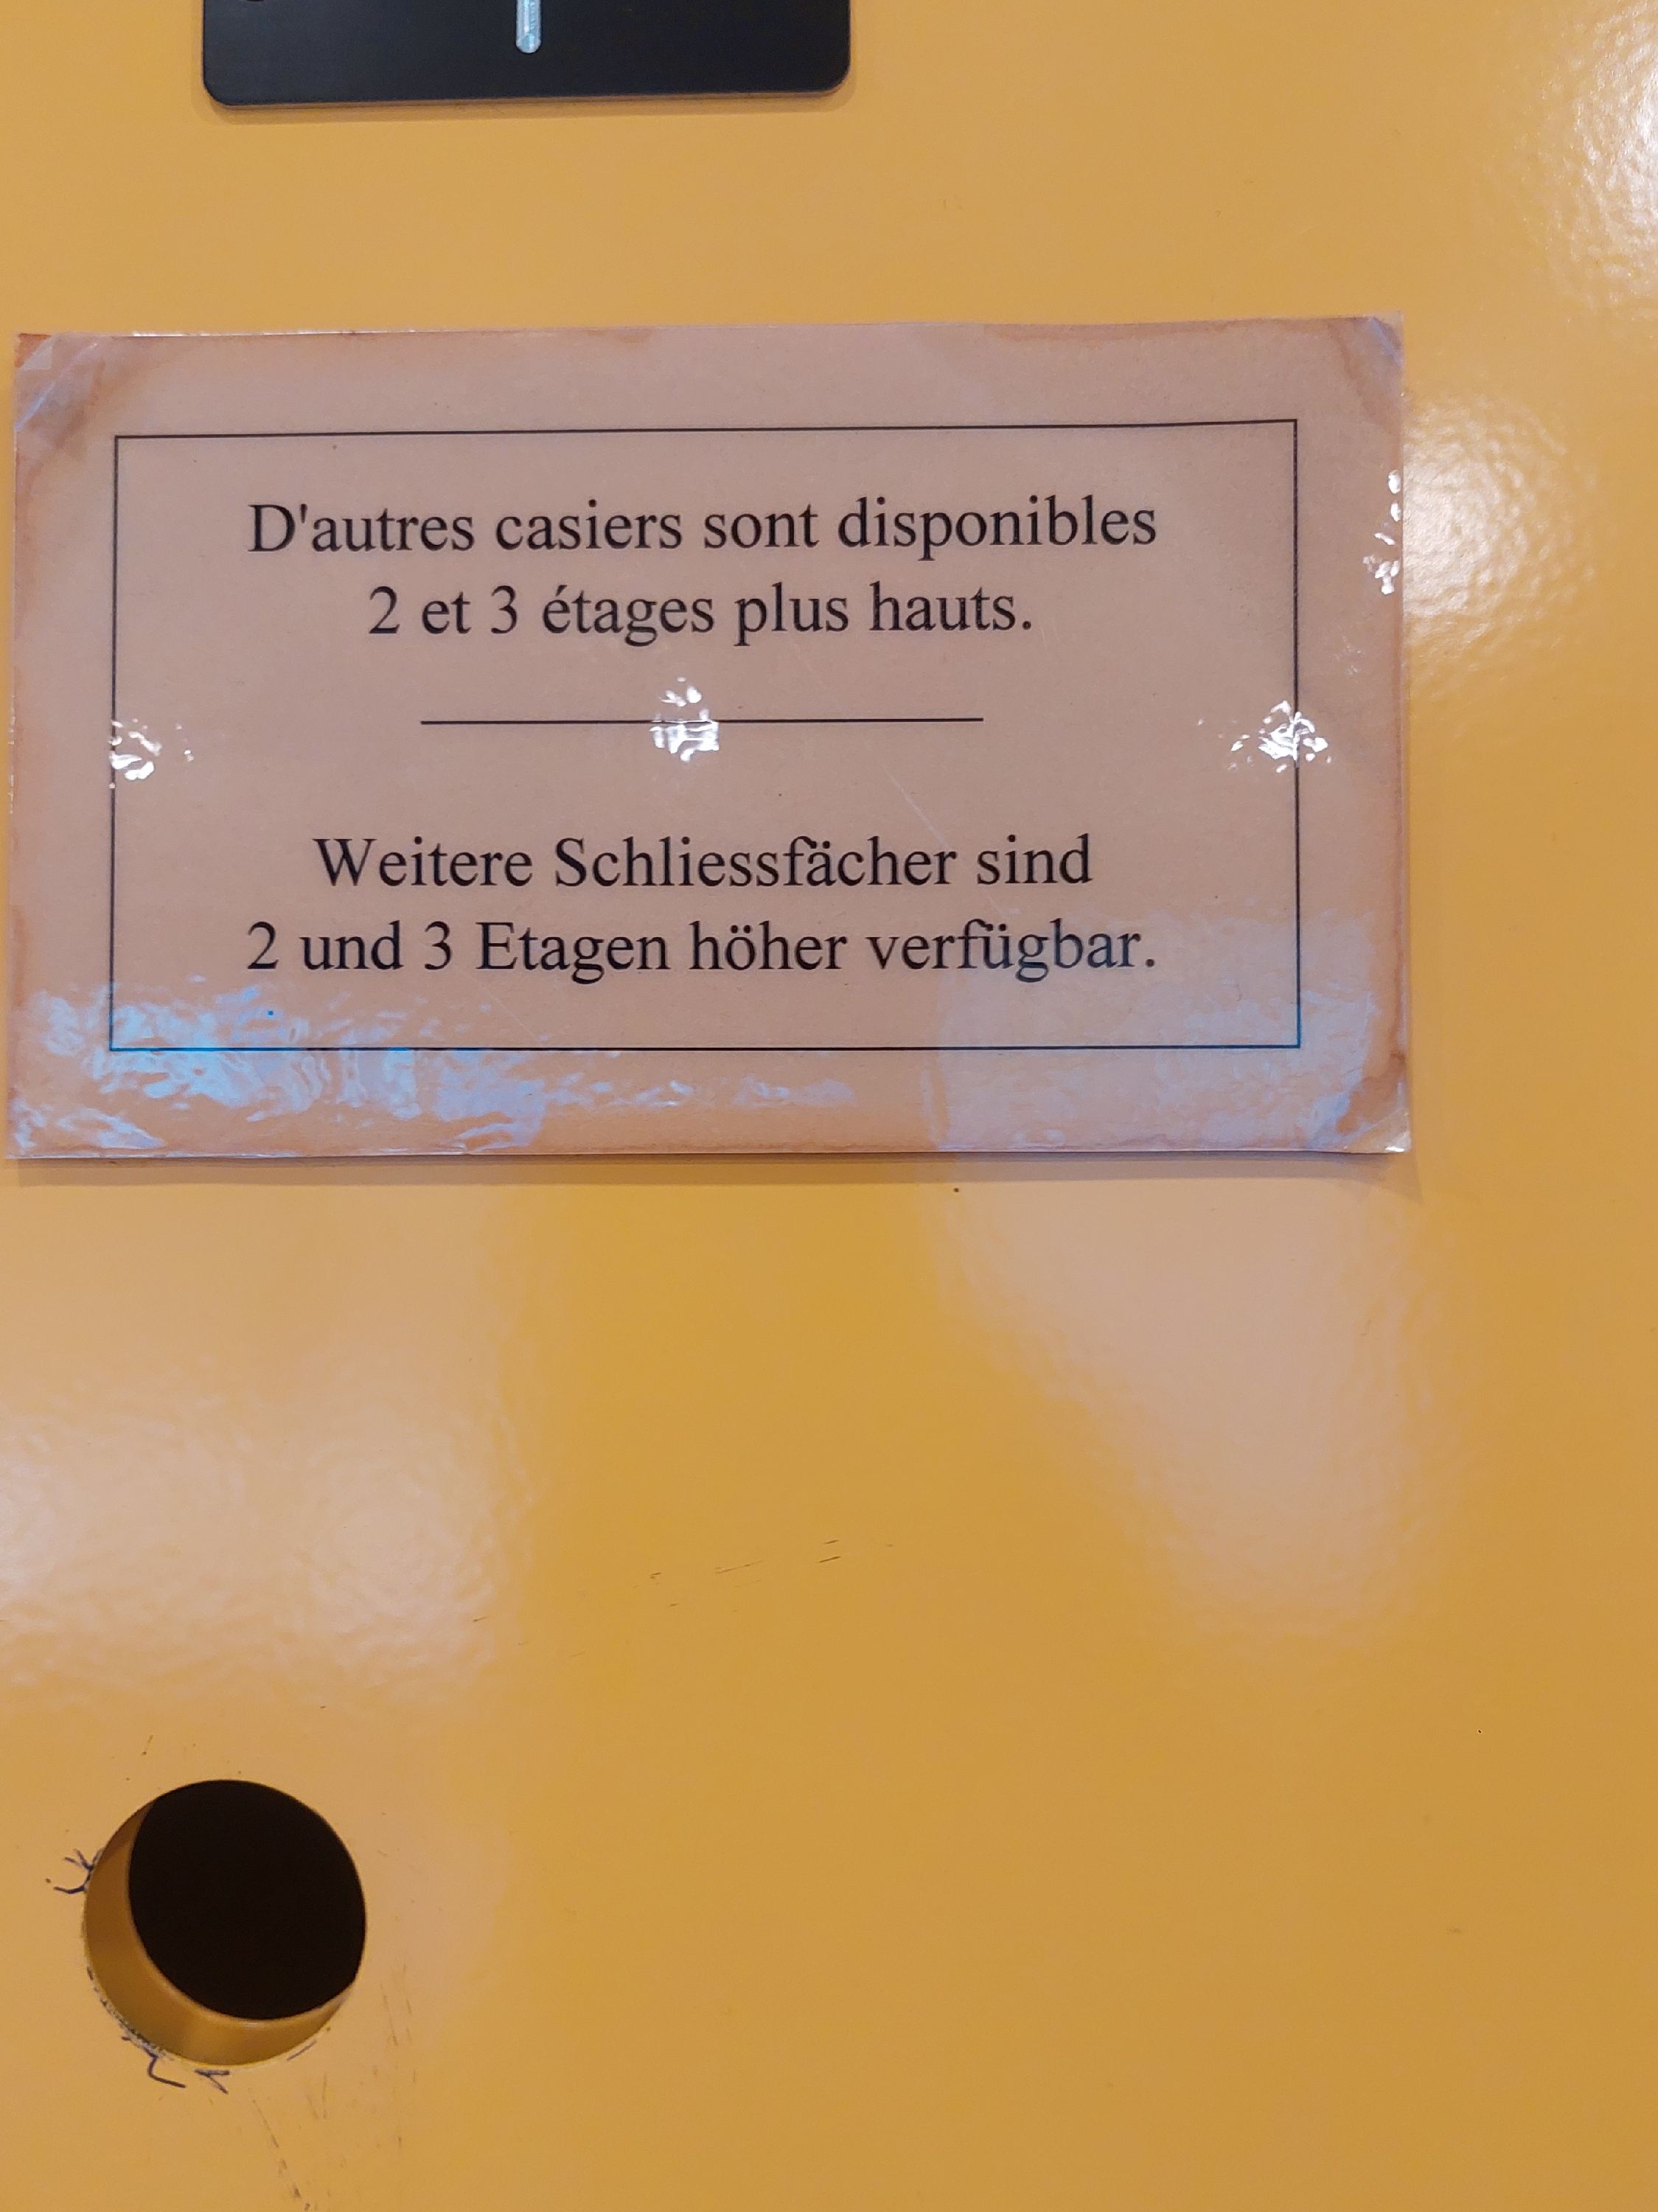 D'autres casiers sont disponibles
2 et 3 étages plus hauts.
Weitere Schliessfächer sind
2 und 3 Etagen höher verfügbar.